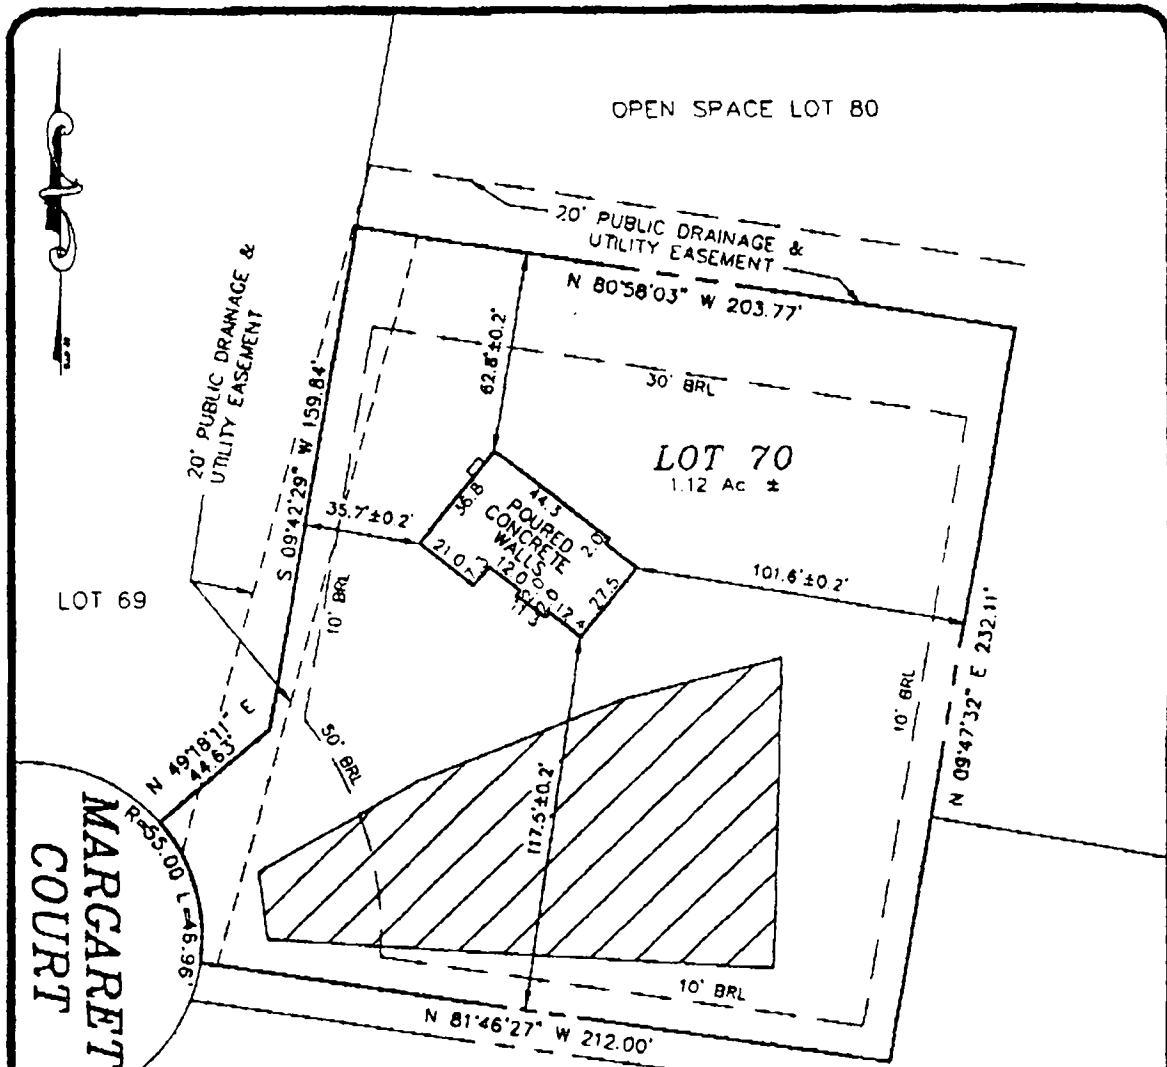 OPEN SPACE LOT 80
20' PUBLIC DRAINAGE &
UTILITY EASEMENT
N 80°58'03" W 203.77'
20' PUBLIC DRAINAGE &
UTILITY EASEMENT
62.8'±0.2'
30' BRL
LOT 70
1.12 Ac ±
S 09°42'29" W 159.84'
35.7'±0.2'
36.8
44.3
POURED
CONCRETE
WALLS
2.0
21.0
7.3
12.0
11.3
12.4
27.5
101.6'±0.2'
LOT 69
10' BRL
10' BRL
N 09°47'32" E 232.11'
N 49°18'11" E
44.63'
50' BRL
117.5'±0.2'
R=55.00 L=46.96'
MARGARET
COURT
10' BRL
N 81°46'27" W 212.00'